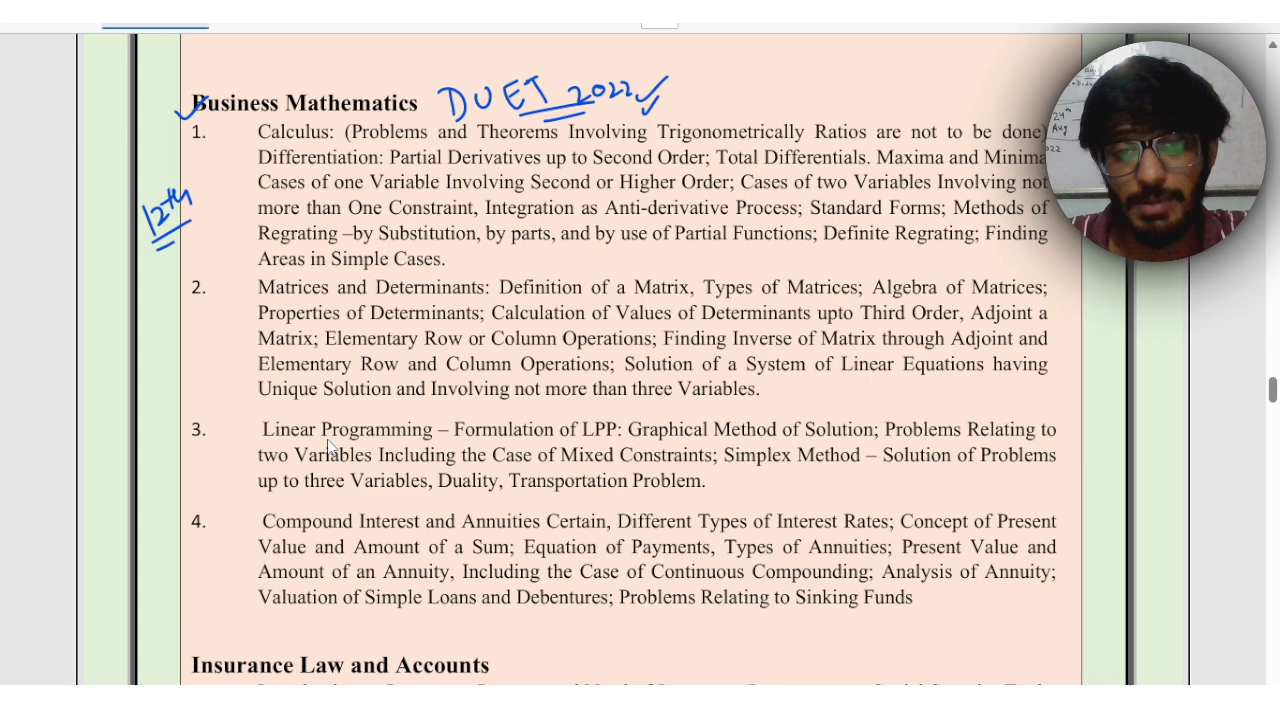 Business Mathematics DUET 2022
1. Calculus: (Problems and Theorems Involving Trigonometrically Ratios are not to be done)
Differentiation: Partial Derivatives up to Second Order; Total Differentials. Maxima and Minima
Cases of one Variable Involving Second or Higher Order; Cases of two Variables Involving not
more than One Constraint, Integration as Anti-derivative Process; Standard Forms; Methods of
12th
Regrating –by Substitution, by parts, and by use of Partial Functions; Definite Regrating; Finding
Areas in Simple Cases.
2. Matrices and Determinants: Definition of a Matrix, Types of Matrices; Algebra of Matrices;
Properties of Determinants; Calculation of Values of Determinants upto Third Order, Adjoint a
Matrix; Elementary Row or Column Operations; Finding Inverse of Matrix through Adjoint and
Elementary Row and Column Operations; Solution of a System of Linear Equations having
Unique Solution and Involving not more than three Variables.
3. Linear Programming – Formulation of LPP: Graphical Method of Solution; Problems Relating to
two Variables Including the Case of Mixed Constraints; Simplex Method – Solution of Problems
up to three Variables, Duality, Transportation Problem.
4. Compound Interest and Annuities Certain, Different Types of Interest Rates; Concept of Present
Value and Amount of a Sum; Equation of Payments, Types of Annuities; Present Value and
Amount of an Annuity, Including the Case of Continuous Compounding; Analysis of Annuity;
Valuation of Simple Loans and Debentures; Problems Relating to Sinking Funds
Insurance Law and Accounts
24th
Aug
2022